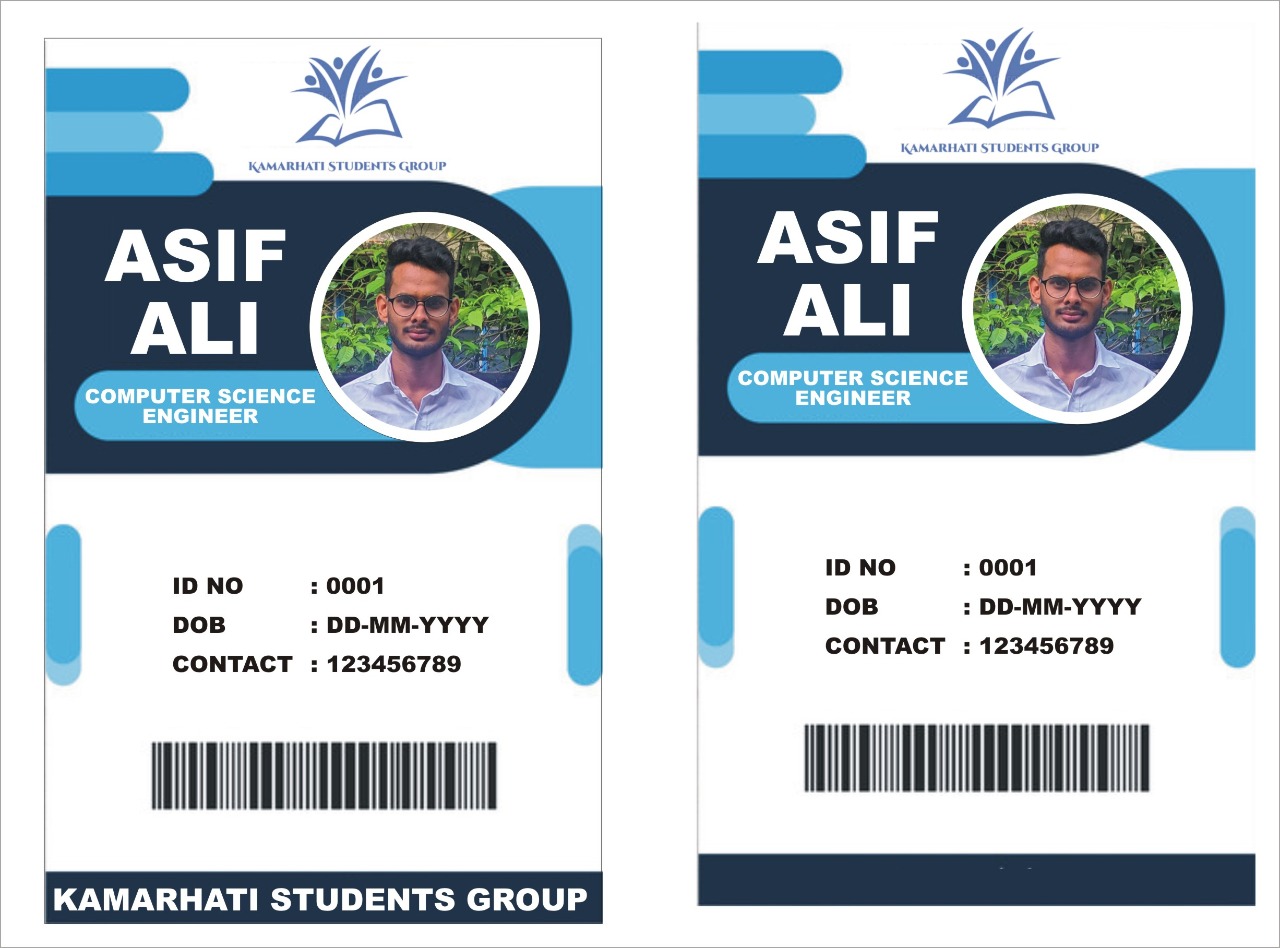 KAMARHATI STUDENTS GROUP
ASIF
ALI
COMPUTER SCIENCE
ENGINEER
ID NO : 0001
DOB : DD-MM-YYYY
CONTACT : 123456789
KAMARHATI STUDENTS GROUP
KAMARHATI STUDENTS GROUP
ASIF
ALI
COMPUTER SCIENCE
ENGINEER
ID NO : 0001
DOB : DD-MM-YYYY
CONTACT : 123456789